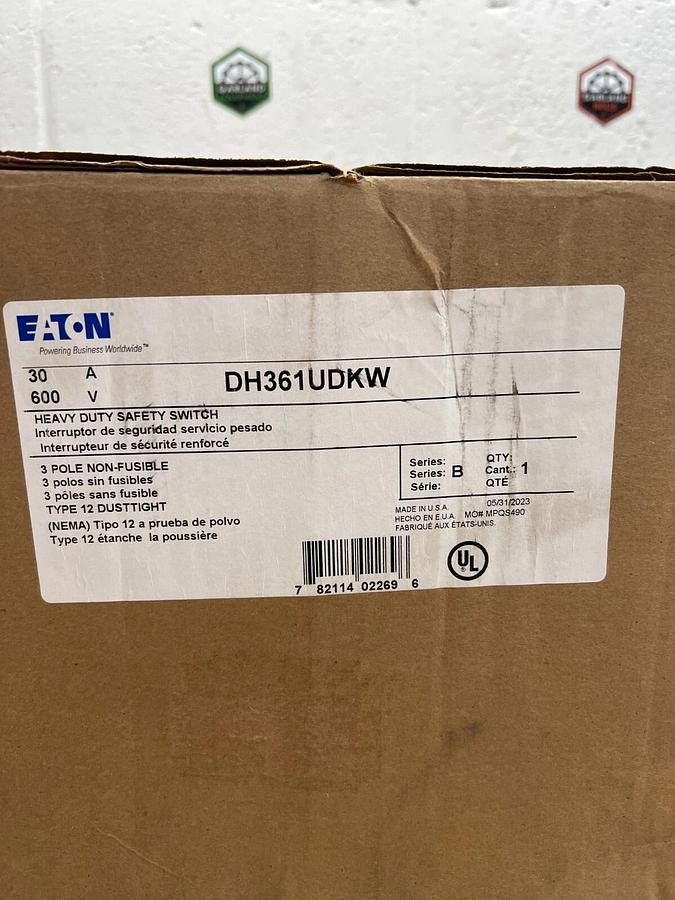 EATON
Powering Business Worldwide™
30 A
600 V
DH361UDKW
HEAVY DUTY SAFETY SWITCH
Interruptor de seguridad servicio pesado
Interrupteur de sécurité renforcé
3 POLE NON-FUSIBLE
3 polos sin fusibles
3 pôles sans fusible
TYPE 12 DUSTTIGHT
(NEMA) Tipo 12 a prueba de polvo
Type 12 étanche la poussière
Series:
Series: B
Série:
QTY:
Cant.: 1
QTÉ
MADE IN U.S.A. 05/31/2023
HECHO EN E.U.A. MO# MPQS490
FABRIQUÉ AUX ÉTATS-UNIS.
7 82114 02269 6
UL